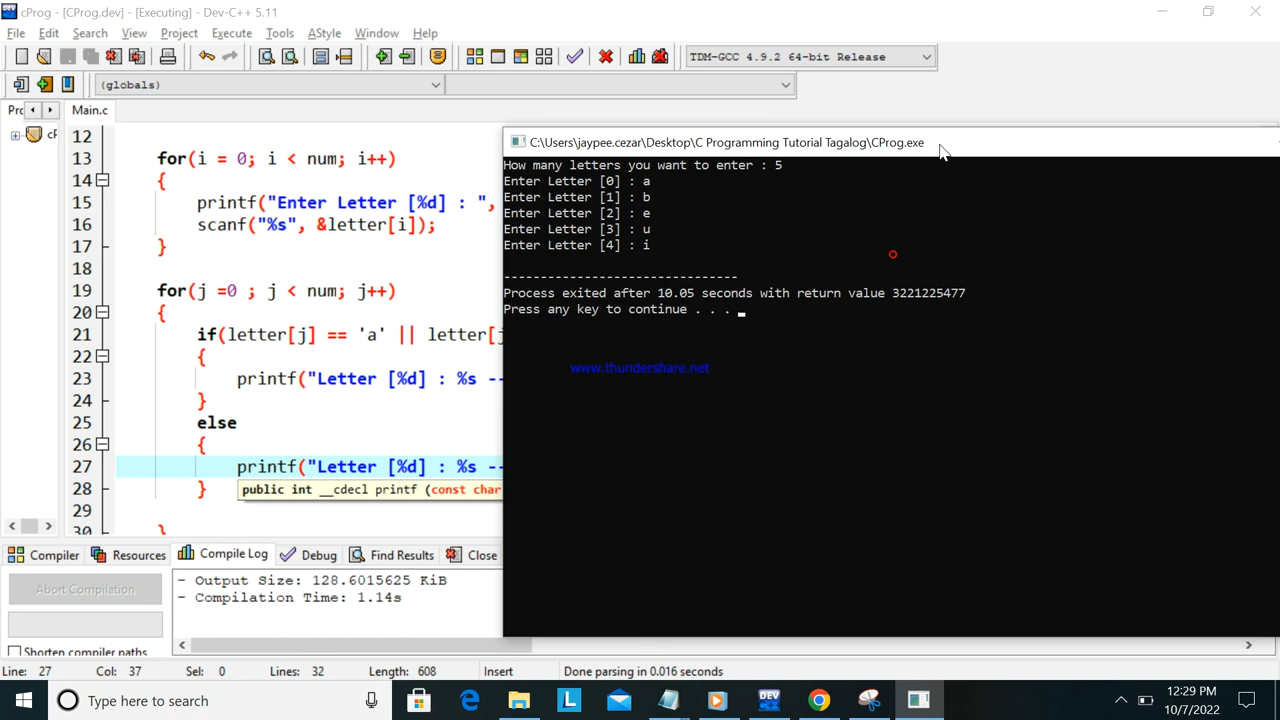 cProg - [CProg.dev] - [Executing] - Dev-C++ 5.11
File Edit Search View Project Execute Tools AStyle Window Help
TDM-GCC 4.9.2 64-bit Release
(globals)
Main.c
12
13 for(i = 0; i < num; i++)
14 {
15 printf("Enter Letter [%d] : ",
16 scanf("%s", &letter[i]);
17 }
18
19 for(j =0 ; j < num; j++)
20 {
21 if(letter[j] == 'a' || letter[j
22 {
23 printf("Letter [%d] : %s --
24 }
25 else
26 {
27 printf("Letter [%d] : %s --
28 }
public int __cdecl printf (const char
29
30 }
C:\Users\jaypee.cezar\Desktop\C Programming Tutorial Tagalog\CProg.exe
How many letters you want to enter : 5
Enter Letter [0] : a
Enter Letter [1] : b
Enter Letter [2] : e
Enter Letter [3] : u
Enter Letter [4] : i
--------------------------------
Process exited after 10.05 seconds with return value 3221225477
Press any key to continue . . .
www.thundershare.net
Compiler Resources Compile Log Debug Find Results Close
Abort Compilation
Shorten compiler paths
- Output Size: 128.6015625 KiB
- Compilation Time: 1.14s
Line: 27 Col: 37 Sel: 0 Lines: 32 Length: 608 Insert Done parsing in 0.016 seconds
Type here to search
DEV
12:29 PM
10/7/2022